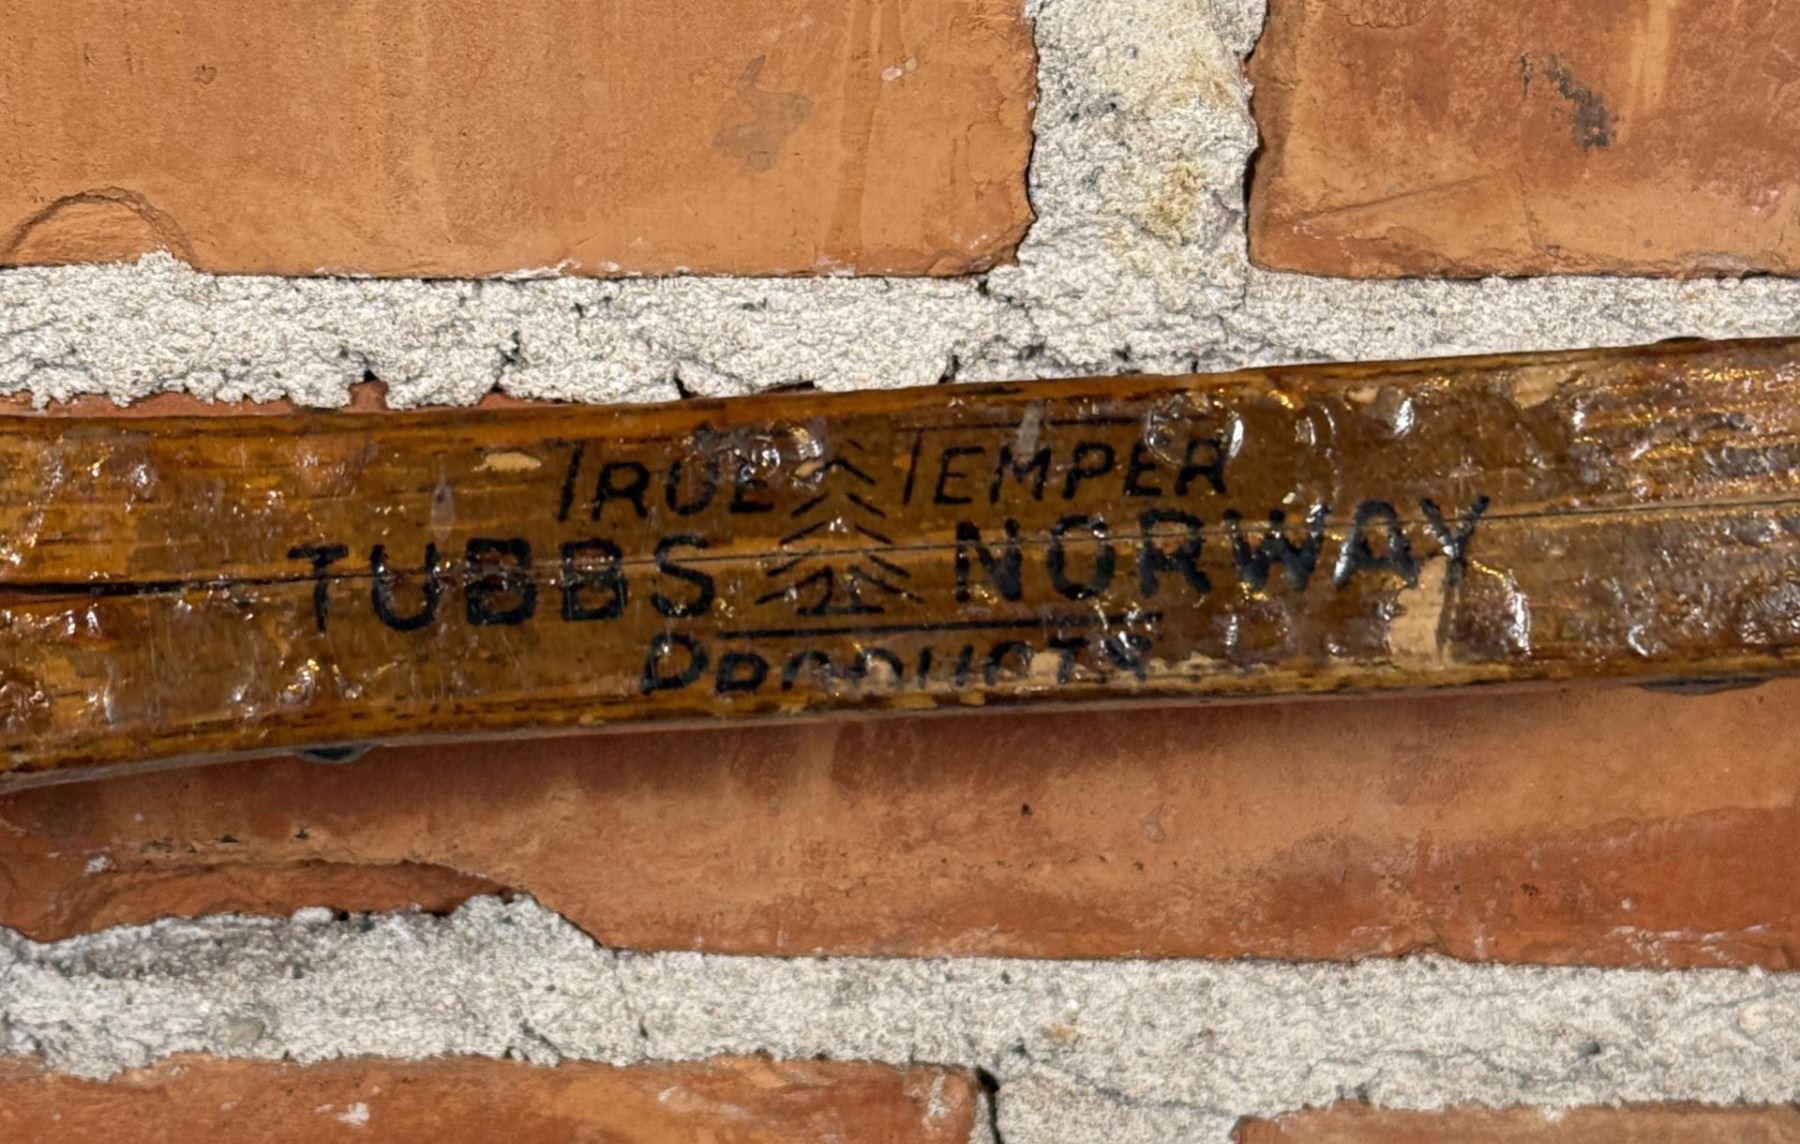 TRUE TEMPER
TUBBS NORWAY
PRODUCTS